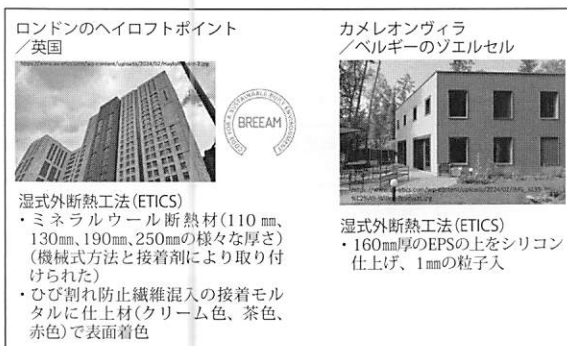 ロンドンのヘイロフトポイント
／英国
BREEAM
湿式外断熱工法(ETICS)
・ミネラルウール断熱材(110 ㎜、
130㎜、190㎜、250㎜の様々な厚さ)
(機械式方法と接着剤により取り付
けられた)
・ひび割れ防止繊維混入の接着モル
タルに仕上材(クリーム色、茶色、
赤色)で表面着色
カメレオンヴィラ
／ベルギーのゾエルセル
湿式外断熱工法(ETICS)
・160㎜厚のEPSの上をシリコン
仕上げ、1㎜の粒子入